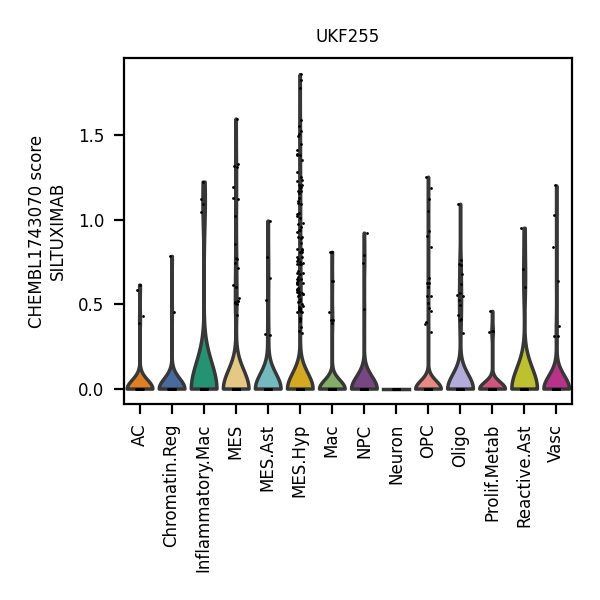 UKF255
CHEMBL1743070 score
SILTUXIMAB
1.5
1.0
0.5
0.0
AC
Chromatin.Reg
Inflammatory.Mac
MES
MES.Ast
MES.Hyp
Mac
NPC
Neuron
OPC
Oligo
Prolif.Metab
Reactive.Ast
Vasc